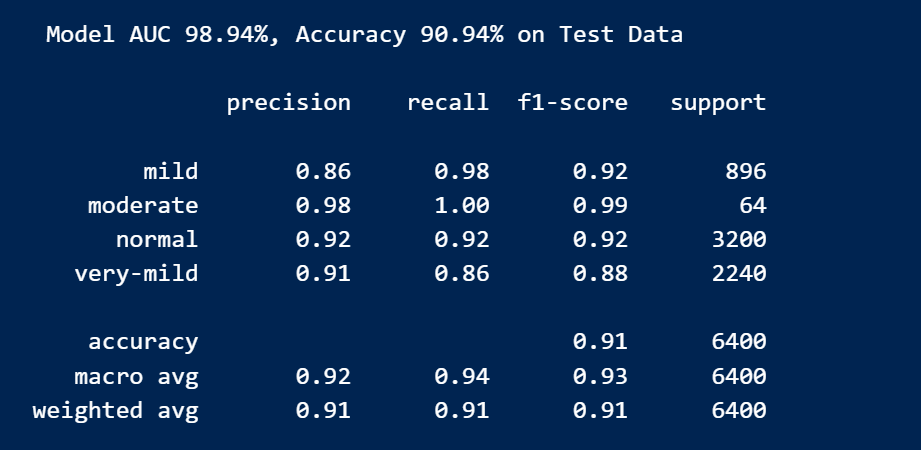 Model AUC 98.94%, Accuracy 90.94% on Test Data
precision recall f1-score support
mild 0.86 0.98 0.92 896
moderate 0.98 1.00 0.99 64
normal 0.92 0.92 0.92 3200
very-mild 0.91 0.86 0.88 2240
accuracy 0.91 6400
macro avg 0.92 0.94 0.93 6400
weighted avg 0.91 0.91 0.91 6400